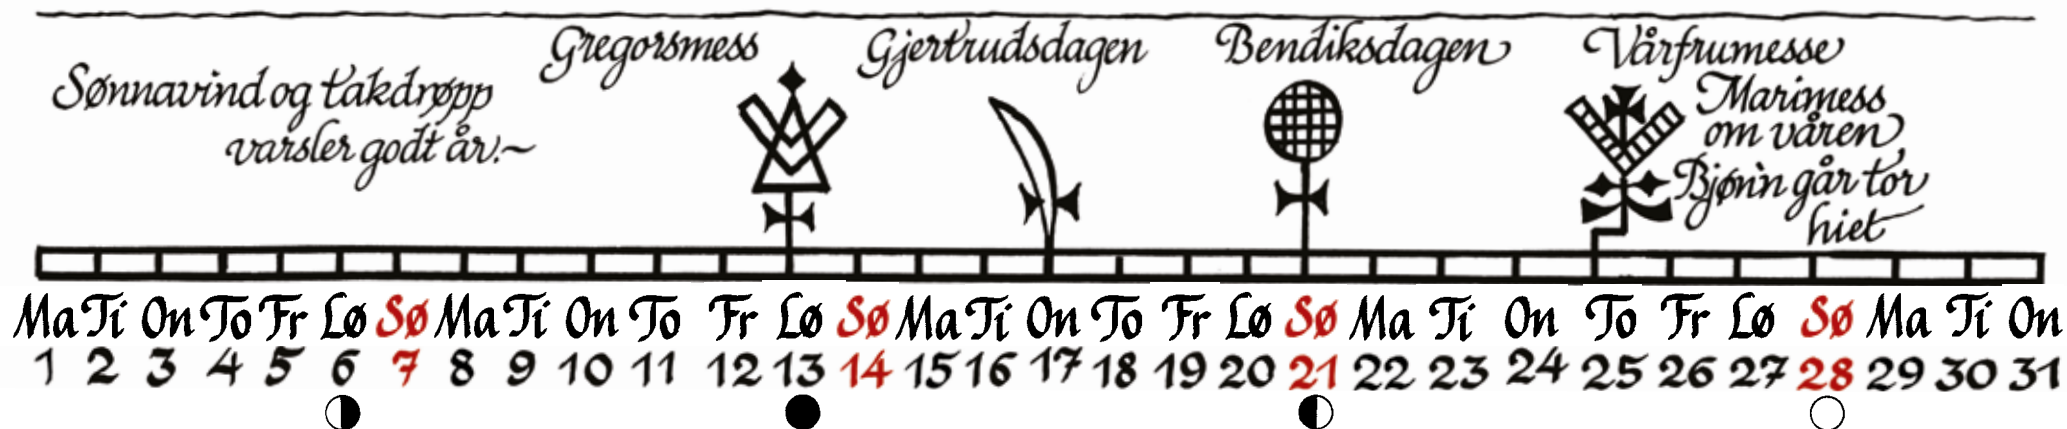 Gregorsmess Gjertrudsdagen Bendiksdagen Vårfrumesse
Sønnavind og takdrøpp
varsler godt år.~
Marimess
om våren,
Bjønn går tor
hiet
Ma Ti On To Fr Lø Sø Ma Ti On To Fr Lø Sø Ma Ti On To Fr Lø Sø Ma Ti On To Fr Lø Sø Ma Ti On
1 2 3 4 5 6 7 8 9 10 11 12 13 14 15 16 17 18 19 20 21 22 23 24 25 26 27 28 29 30 31